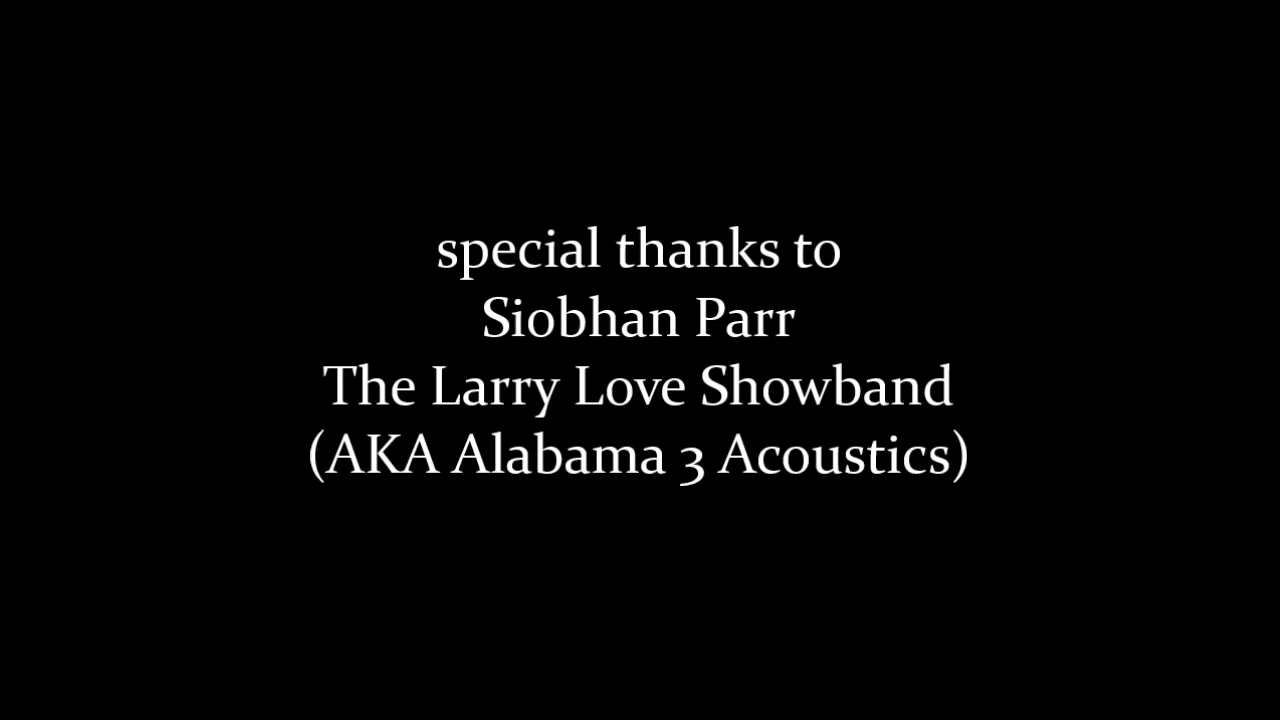 special thanks to
Siobhan Parr
The Larry Love Showband
(AKA Alabama 3 Acoustics)